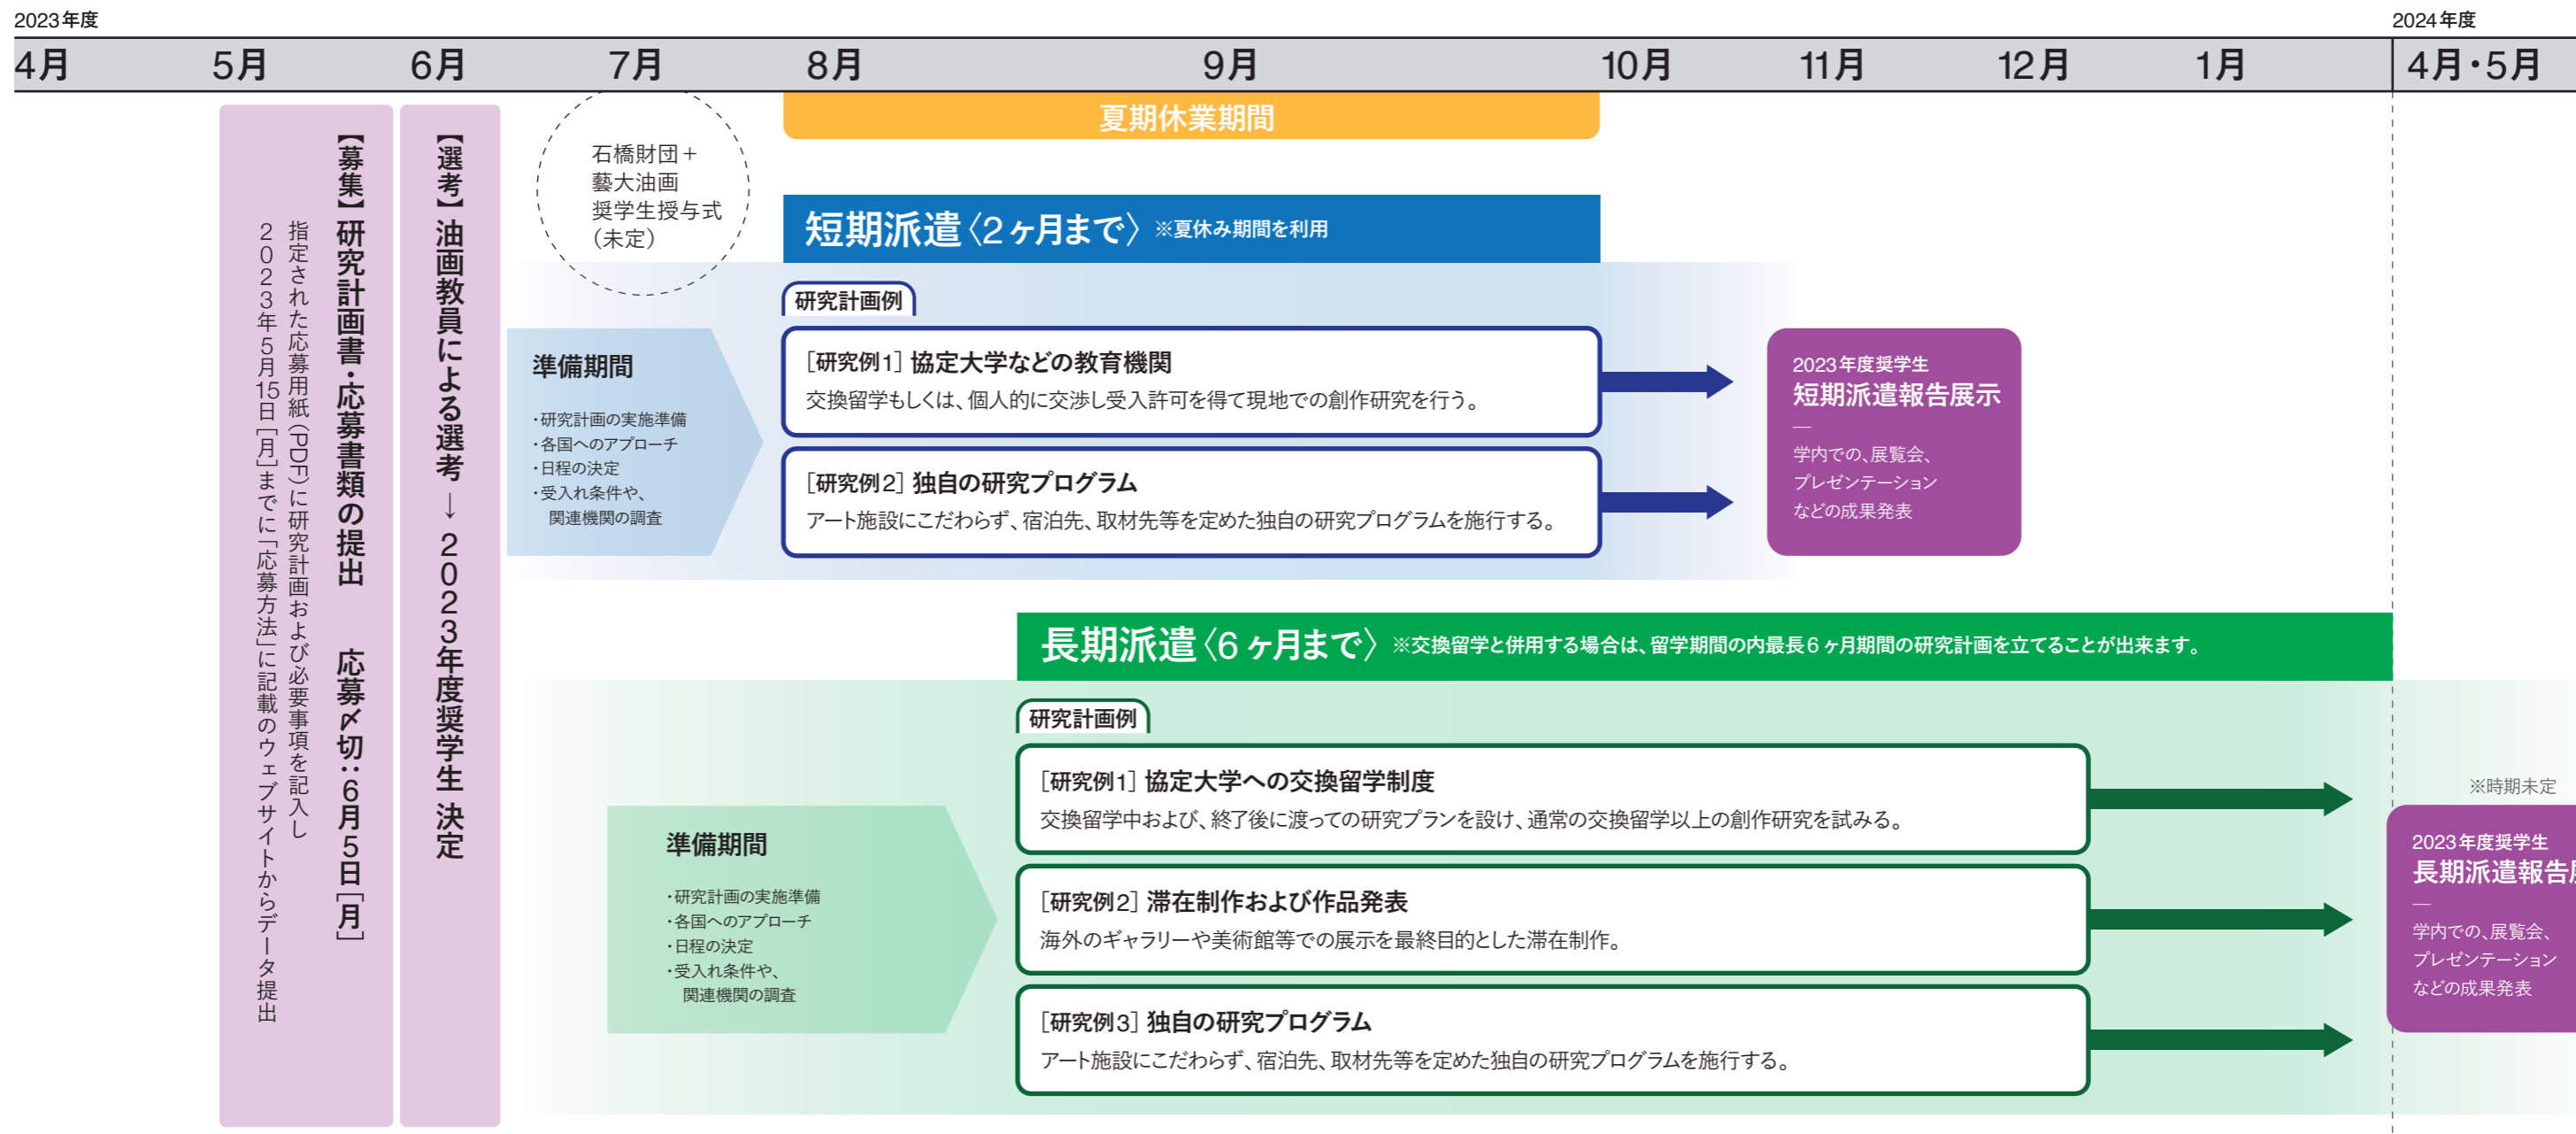 2023年度
2024年度
4月
5月
6月
7月
8月
9月
10月
11月
12月
1月
4月・5月
【募集】研究計画書・応募書類の提出　応募〆切：6月5日［月］
指定された応募用紙（PDF）に研究計画および必要事項を記入し
2023年5月15日［月］までに「応募方法」に記載のウェブサイトからデータ提出
【選考】油画教員による選考→2023年度奨学生 決定
石橋財団＋
藝大油画
奨学生授与式
（未定）
夏期休業期間
短期派遣〈2ヶ月まで〉※夏休み期間を利用
研究計画例
準備期間
・研究計画の実施準備
・各国へのアプローチ
・日程の決定
・受入れ条件や、
関連機関の調査
［研究例1］協定大学などの教育機関
交換留学もしくは、個人的に交渉し受入許可を得て現地での創作研究を行う。
［研究例2］独自の研究プログラム
アート施設にこだわらず、宿泊先、取材先等を定めた独自の研究プログラムを施行する。
2023年度奨学生
短期派遣報告展示
—
学内での、展覧会、
プレゼンテーション
などの成果発表
長期派遣〈6ヶ月まで〉※交換留学と併用する場合は、留学期間の内最長6ヶ月期間の研究計画を立てることが出来ます。
研究計画例
準備期間
・研究計画の実施準備
・各国へのアプローチ
・日程の決定
・受入れ条件や、
関連機関の調査
［研究例1］協定大学への交換留学制度
交換留学中および、終了後に渡っての研究プランを設け、通常の交換留学以上の創作研究を試みる。
［研究例2］滞在制作および作品発表
海外のギャラリーや美術館等での展示を最終目的とした滞在制作。
［研究例3］独自の研究プログラム
アート施設にこだわらず、宿泊先、取材先等を定めた独自の研究プログラムを施行する。
※時期未定
2023年度奨学生
長期派遣報告
—
学内での、展覧会、
プレゼンテーション
などの成果発表